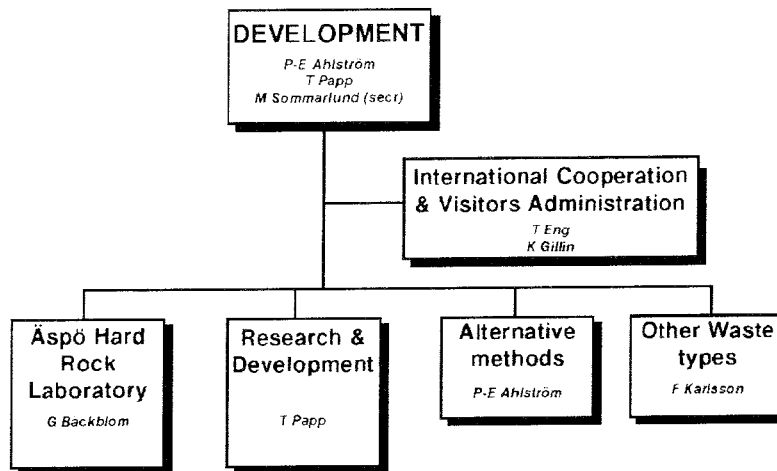 DEVELOPMENT
P-E Ahlström
T Papp
M Sommarlund (secr)
International Cooperation
& Visitors Administration
T Eng
K Gillin
Äspö Hard
Rock
Laboratory
G Backblom
Research &
Development
T Papp
Alternative
methods
P-E Ahlström
Other Waste
types
F Karlsson